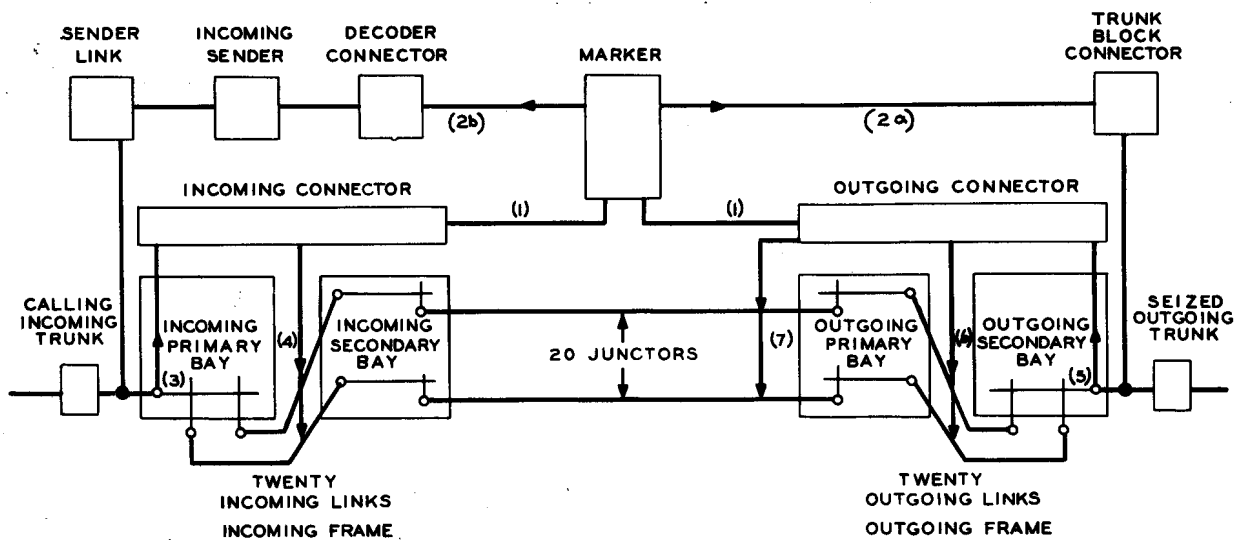 SENDER
LINK
INCOMING
SENDER
DECODER
CONNECTOR
MARKER
TRUNK
BLOCK
CONNECTOR
(2b)
(2a)
INCOMING CONNECTOR
OUTGOING CONNECTOR
(1)
(1)
CALLING
INCOMING
TRUNK
INCOMING
PRIMARY
BAY
(3)
(4)
INCOMING
SECONDARY
BAY
20 JUNCTORS
(7)
OUTGOING
PRIMARY
BAY
(6)
OUTGOING
SECONDARY
BAY
(5)
SEIZED
OUTGOING
TRUNK
TWENTY
INCOMING LINKS
INCOMING FRAME
TWENTY
OUTGOING LINKS
OUTGOING FRAME